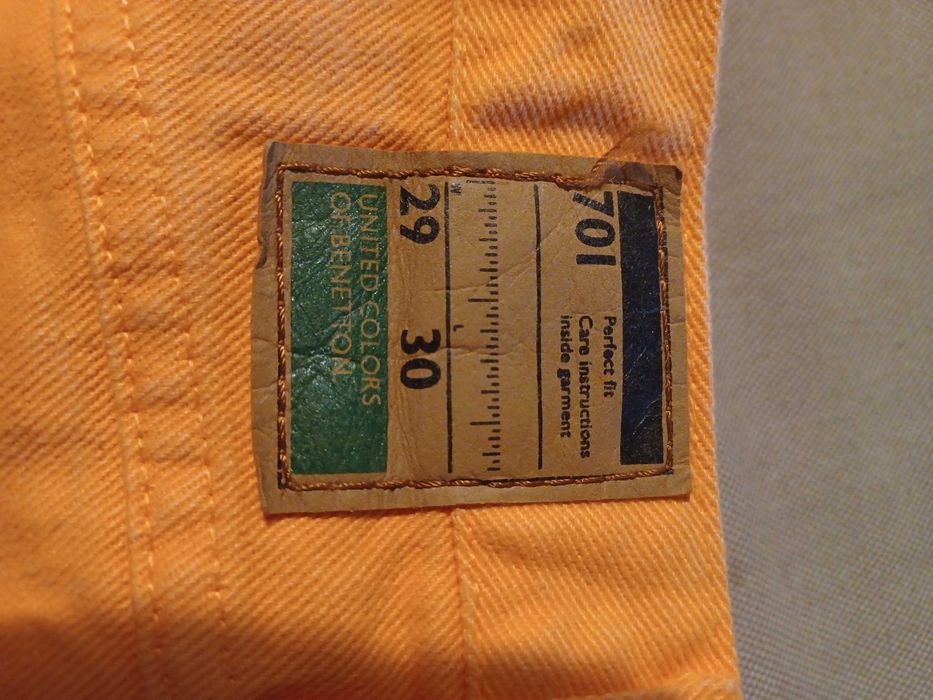 701
Perfect fit
Care instructions
inside garment
W L
29 30
UNITED COLORS
OF BENETTON